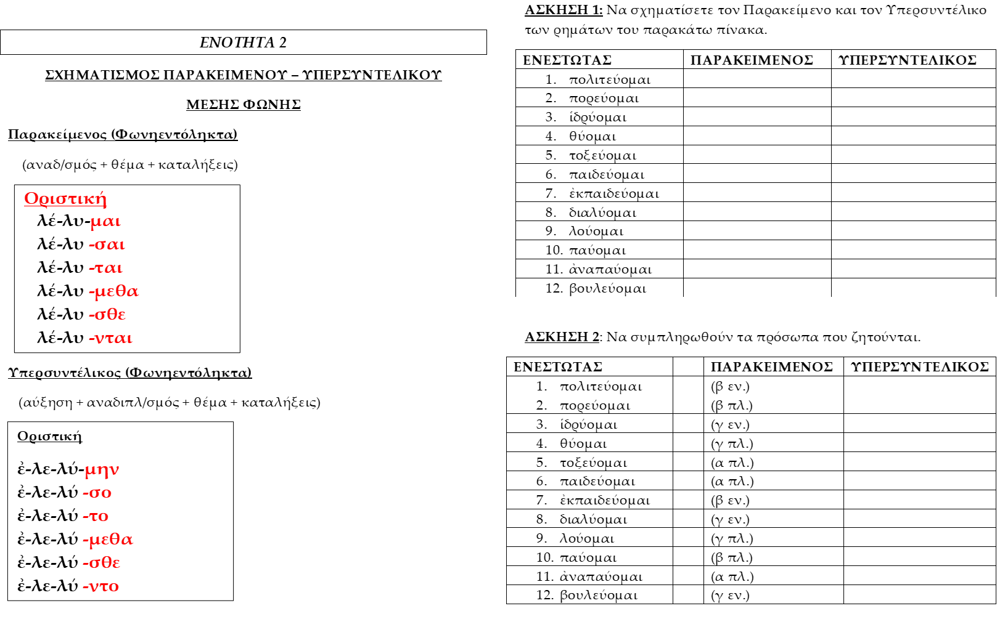 ΕΝΟΤΗΤΑ 2
ΣΧΗΜΑΤΙΣΜΟΣ ΠΑΡΑΚΕΙΜΕΝΟΥ – ΥΠΕΡΣΥΝΤΕΛΙΚΟΥ
ΜΕΣΗΣ ΦΩΝΗΣ
Παρακείμενος (Φωνηεντόληκτα)
(αναδ/σμός + θέμα + καταλήξεις)
Οριστική
λέ-λυ-μαι
λέ-λυ -σαι
λέ-λυ -ται
λέ-λυ -μεθα
λέ-λυ -σθε
λέ-λυ -νται
Υπερσυντέλικος (Φωνηεντόληκτα)
(αύξηση + αναδιπλ/σμός + θέμα + καταλήξεις)
Οριστική
ἐ-λε-λύ-μην
ἐ-λε-λύ -σο
ἐ-λε-λύ -το
ἐ-λε-λύ -μεθα
ἐ-λε-λύ -σθε
ἐ-λε-λύ -ντο
ΑΣΚΗΣΗ 1: Να σχηματίσετε τον Παρακείμενο και τον Υπερσυντέλικο
των ρημάτων του παρακάτω πίνακα.
ΕΝΕΣΤΩΤΑΣ ΠΑΡΑΚΕΙΜΕΝΟΣ ΥΠΕΡΣΥΝΤΕΛΙΚΟΣ
1. πολιτεύομαι
2. πορεύομαι
3. ἱδρύομαι
4. θύομαι
5. τοξεύομαι
6. παιδεύομαι
7. ἐκπαιδεύομαι
8. διαλύομαι
9. λούομαι
10. παύομαι
11. ἀναπαύομαι
12. βουλεύομαι
ΑΣΚΗΣΗ 2: Να συμπληρωθούν τα πρόσωπα που ζητούνται.
ΕΝΕΣΤΩΤΑΣ ΠΑΡΑΚΕΙΜΕΝΟΣ ΥΠΕΡΣΥΝΤΕΛΙΚΟΣ
1. πολιτεύομαι (β εν.)
2. πορεύομαι (β πλ.)
3. ἱδρύομαι (γ εν.)
4. θύομαι (γ πλ.)
5. τοξεύομαι (α πλ.)
6. παιδεύομαι (α πλ.)
7. ἐκπαιδεύομαι (β εν.)
8. διαλύομαι (γ εν.)
9. λούομαι (γ πλ.)
10. παύομαι (β πλ.)
11. ἀναπαύομαι (α πλ.)
12. βουλεύομαι (γ εν.)